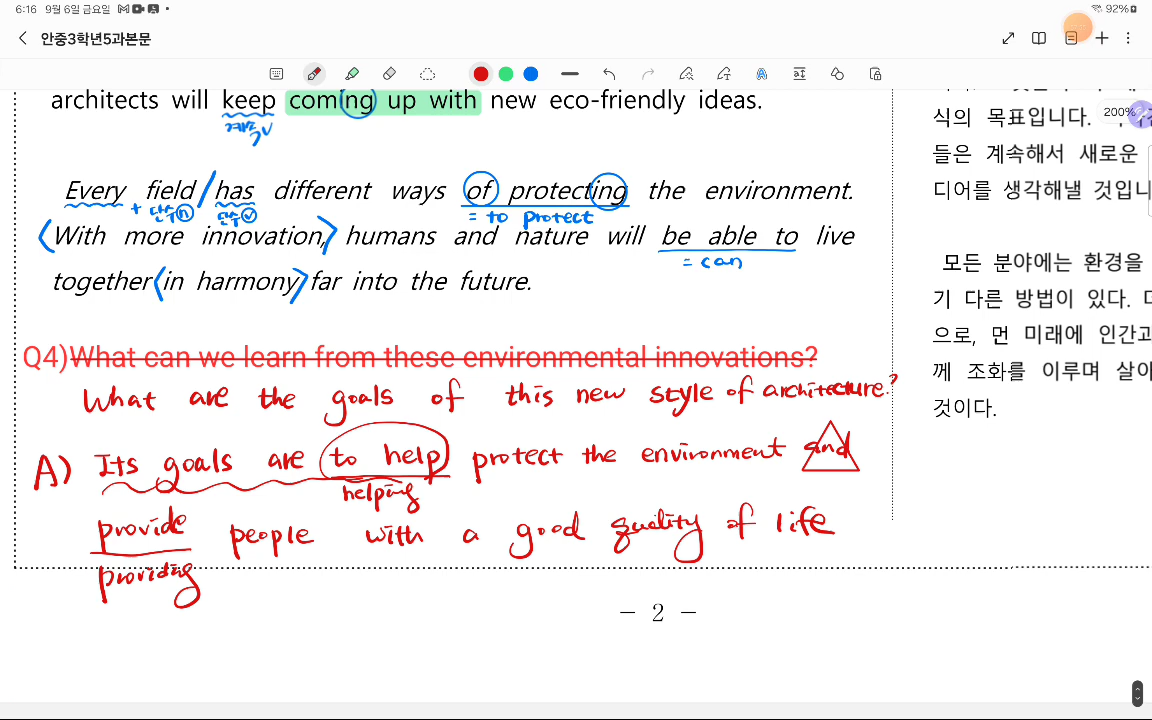 6:16 9월 6일 금요일 92%
안중3학년5과본문
200%
architects will keep coming up with new eco-friendly ideas.
계속 v
Every field / has different ways of protecting the environment.
+ 단수ⓝ 단수ⓥ = to protect
〈With more innovation,〉 humans and nature will be able to live
= can
together 〈in harmony〉 far into the future.
Q4)What can we learn from these environmental innovations?
What are the goals of this new style of architecture?
A) Its goals are to help protect the environment and
helping
provide people with a good quality of life
providing
- 2 -
식의 목표입니다.
들은 계속해서 새로운
디어를 생각해낼 것입니
모든 분야에는 환경을
기 다른 방법이 있다.
으로, 먼 미래에 인간과
께 조화를 이루며 살아
것이다.